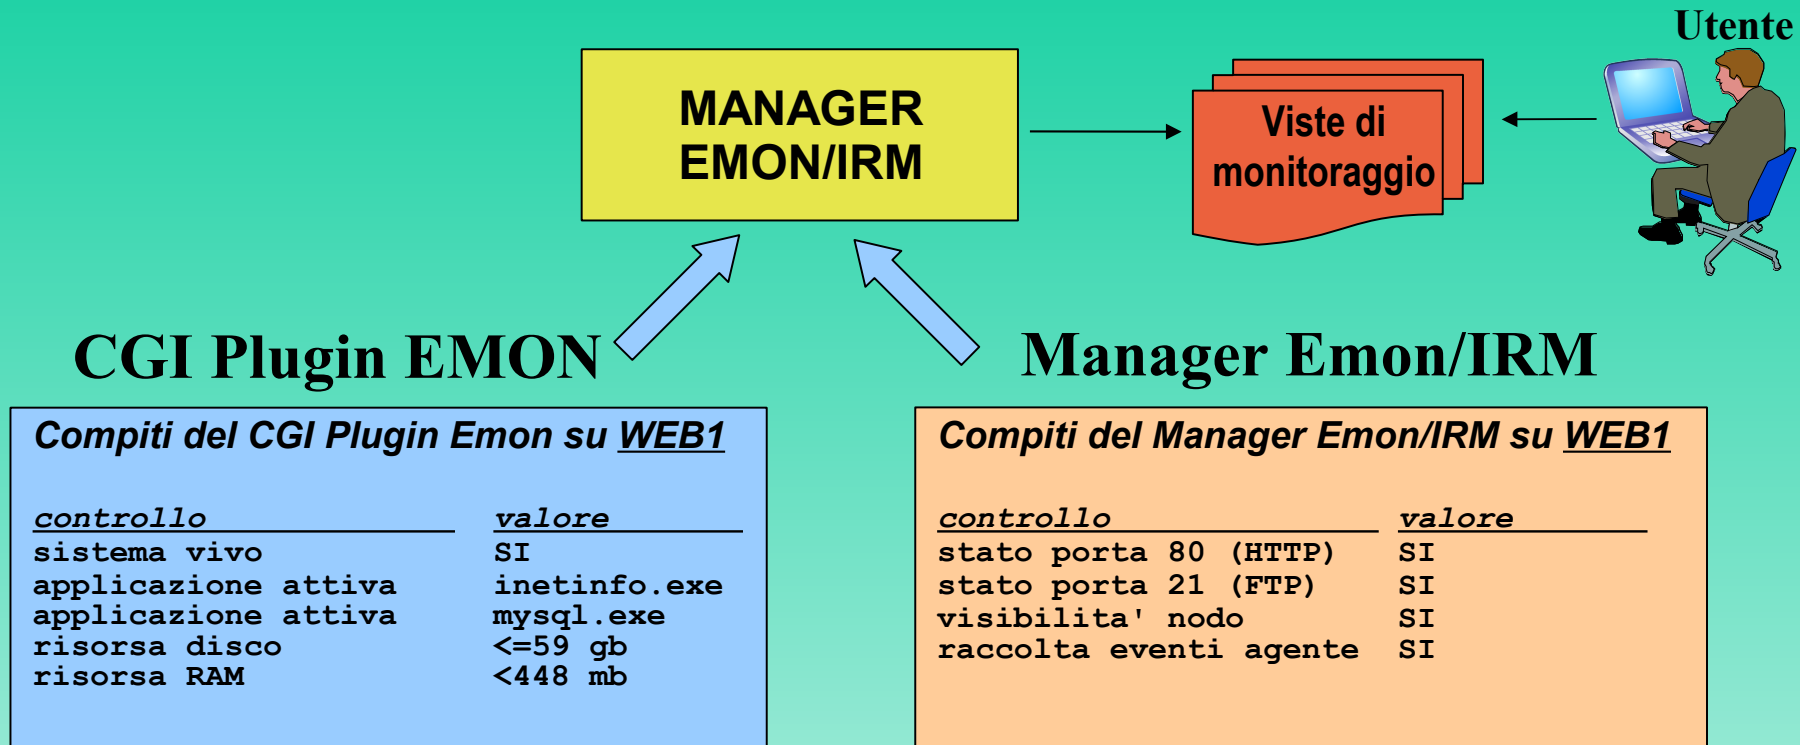 Utente
MANAGER
EMON/IRM
Viste di
monitoraggio
CGI Plugin EMON
Manager Emon/IRM
Compiti del CGI Plugin Emon su WEB1
controllo valore
sistema vivo SI
applicazione attiva inetinfo.exe
applicazione attiva mysql.exe
risorsa disco <=59 gb
risorsa RAM <448 mb
Compiti del Manager Emon/IRM su WEB1
controllo valore
stato porta 80 (HTTP) SI
stato porta 21 (FTP) SI
visibilita' nodo SI
raccolta eventi agente SI